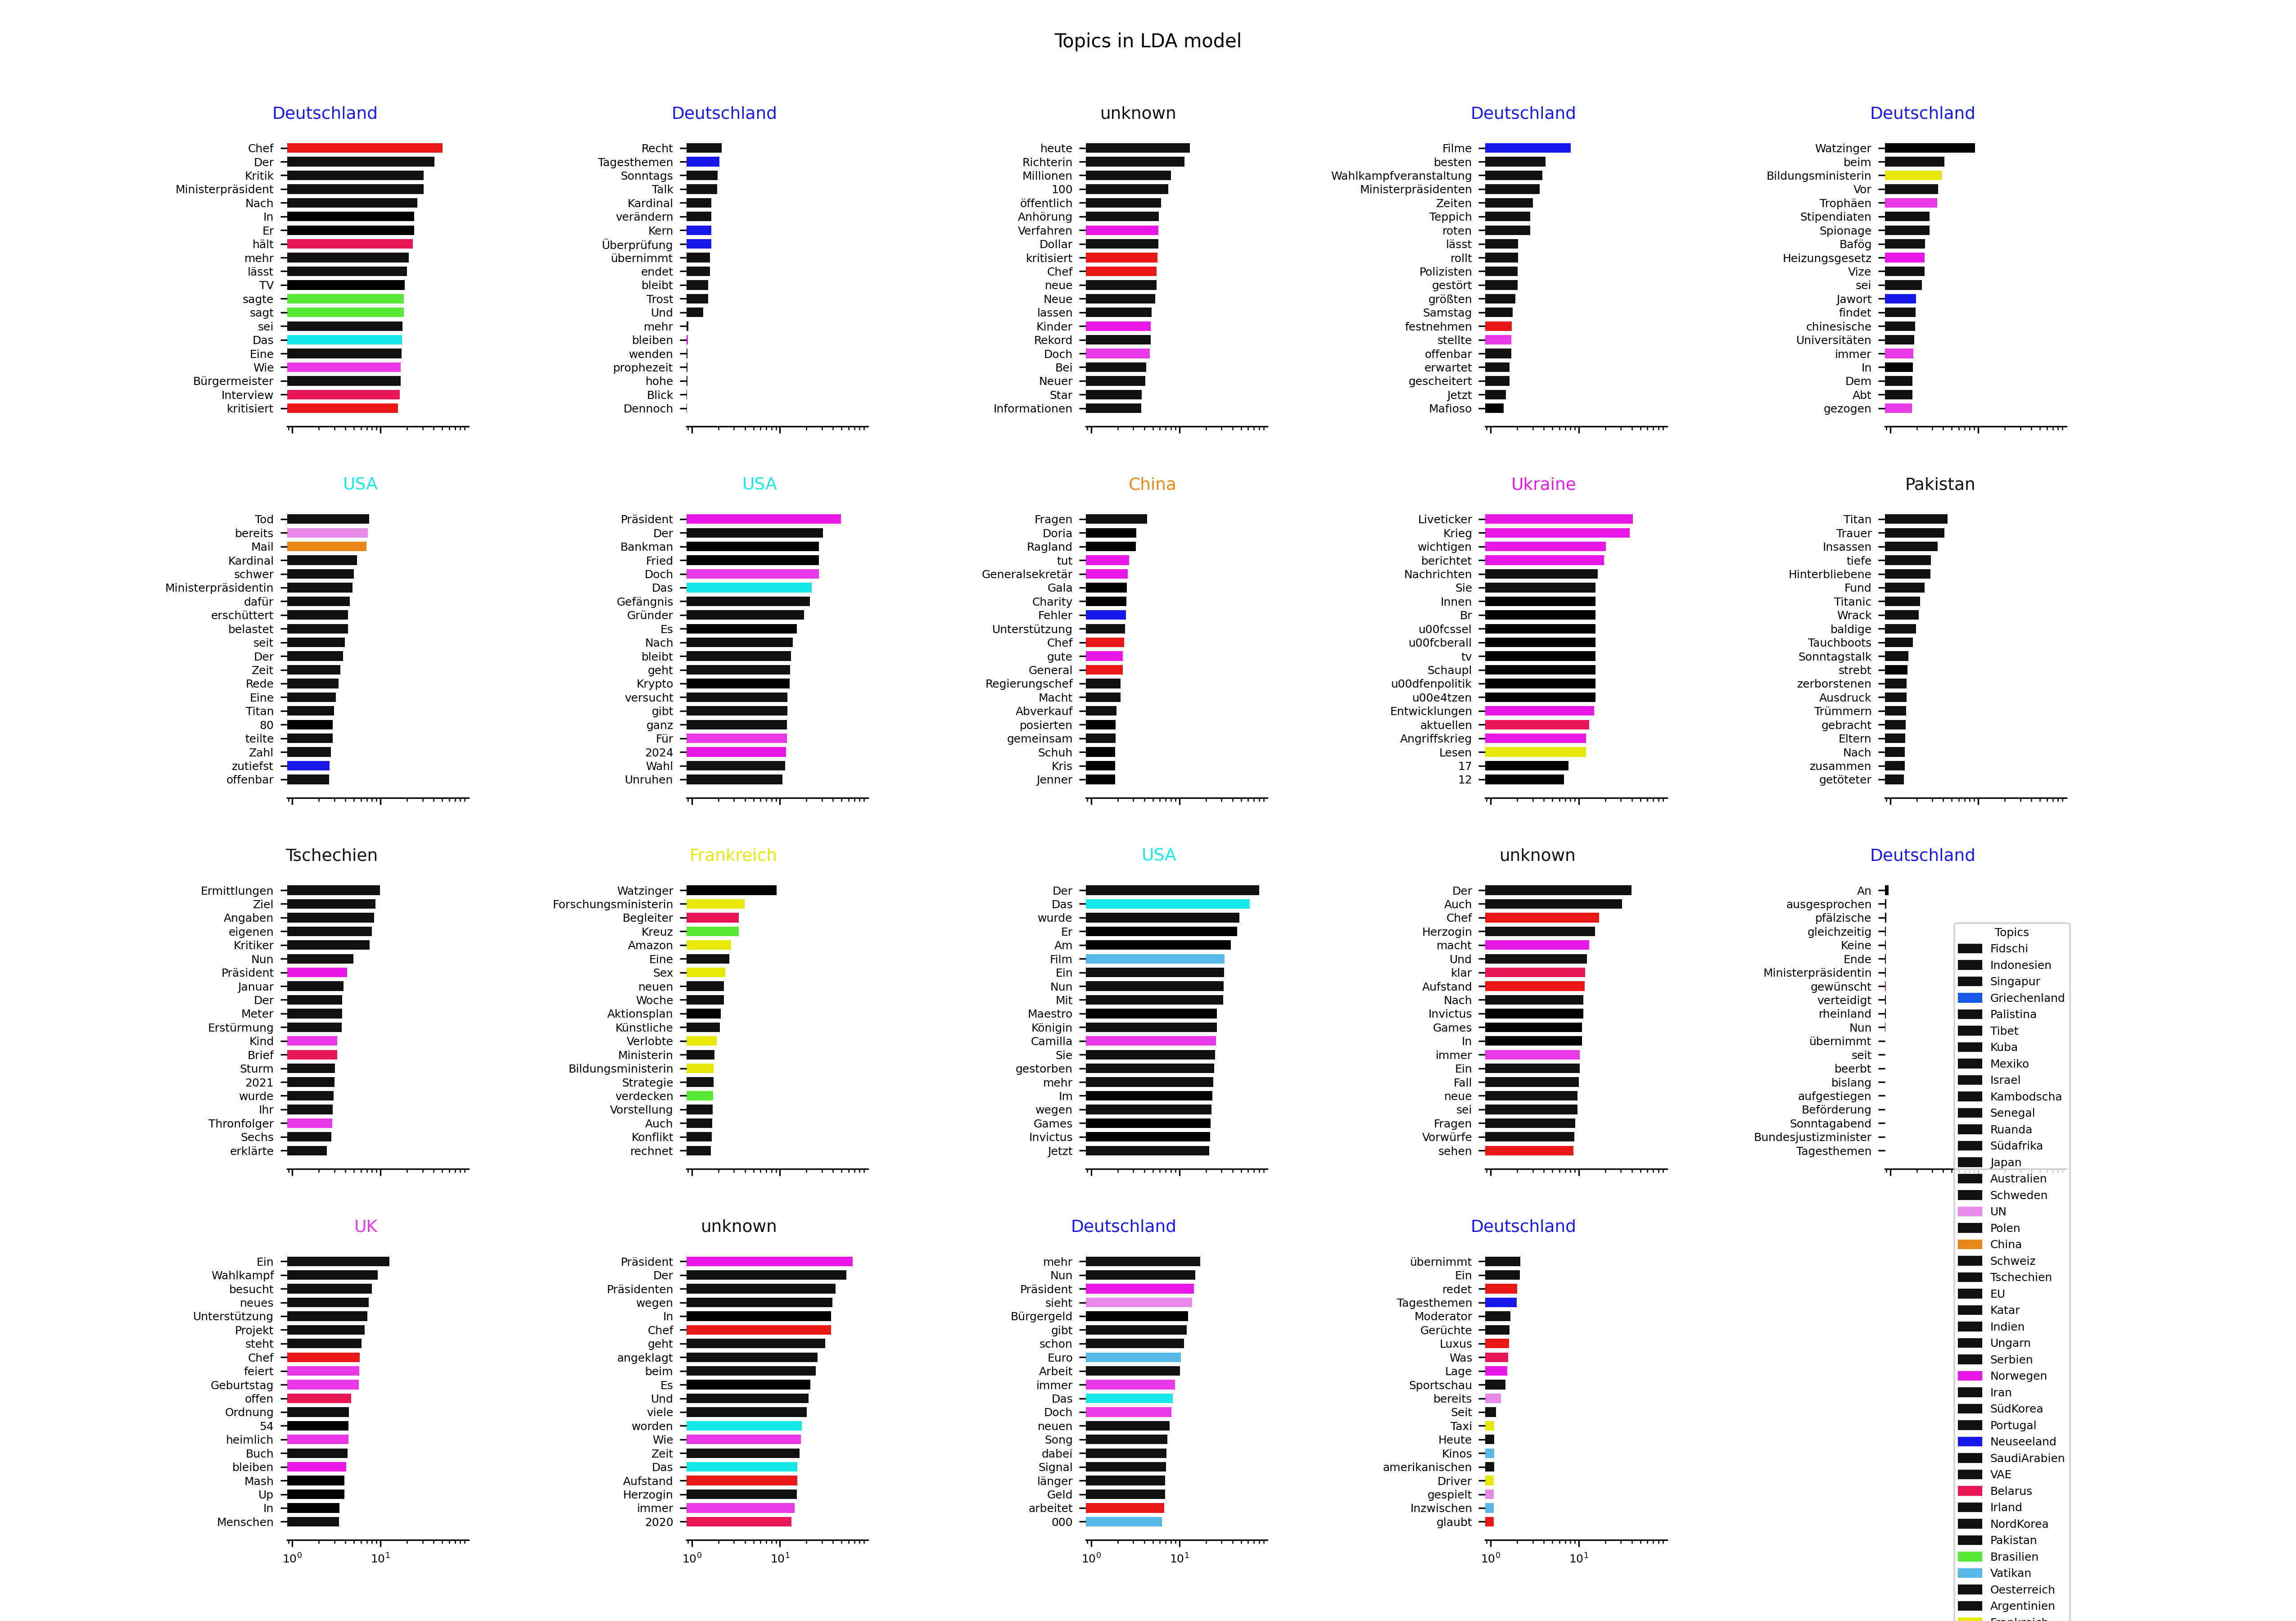 Topics in LDA model
Deutschland
Chef
Der
Kritik
Ministerpräsident
Nach
In
Er
hält
mehr
lässt
TV
sagte
sagt
sei
Das
Eine
Wie
Bürgermeister
Interview
kritisiert
Deutschland
Recht
Tagesthemen
Sonntags
Talk
Kardinal
verändern
Kern
Überprüfung
übernimmt
endet
bleibt
Trost
Und
mehr
bleiben
wenden
prophezeit
hohe
Blick
Dennoch
unknown
heute
Richterin
Millionen
100
öffentlich
Anhörung
Verfahren
Dollar
kritisiert
Chef
neue
Neue
lassen
Kinder
Rekord
Doch
Bei
Neuer
Star
Informationen
Deutschland
Filme
besten
Wahlkampfveranstaltung
Ministerpräsidenten
Zeiten
Teppich
roten
lässt
rollt
Polizisten
gestört
größten
Samstag
festnehmen
stellte
offenbar
erwartet
gescheitert
Jetzt
Mafioso
Deutschland
Watzinger
beim
Bildungsministerin
Vor
Trophäen
Stipendiaten
Spionage
Bafög
Heizungsgesetz
Vize
sei
Jawort
findet
chinesische
Universitäten
immer
In
Dem
Abt
gezogen
USA
Tod
bereits
Mail
Kardinal
schwer
Ministerpräsidentin
dafür
erschüttert
belastet
seit
Der
Zeit
Rede
Eine
Titan
80
teilte
Zahl
zutiefst
offenbar
USA
Präsident
Der
Bankman
Fried
Doch
Das
Gefängnis
Gründer
Es
Nach
bleibt
geht
Krypto
versucht
gibt
ganz
Für
2024
Wahl
Unruhen
China
Fragen
Doria
Ragland
tut
Generalsekretär
Gala
Charity
Fehler
Unterstützung
Chef
gute
General
Regierungschef
Macht
Abverkauf
posierten
gemeinsam
Schuh
Kris
Jenner
Ukraine
Liveticker
Krieg
wichtigen
berichtet
Nachrichten
Sie
Innen
Br
u00fcssel
u00fcberall
tv
Schaupl
u00dfenpolitik
u00e4tzen
Entwicklungen
aktuellen
Angriffskrieg
Lesen
17
12
Pakistan
Titan
Trauer
Insassen
tiefe
Hinterbliebene
Fund
Titanic
Wrack
baldige
Tauchboots
Sonntagstalk
strebt
zerborstenen
Ausdruck
Trümmern
gebracht
Eltern
Nach
zusammen
getöteter
Tschechien
Ermittlungen
Ziel
Angaben
eigenen
Kritiker
Nun
Präsident
Januar
Der
Meter
Erstürmung
Kind
Brief
Sturm
2021
wurde
Ihr
Thronfolger
Sechs
erklärte
Frankreich
Watzinger
Forschungsministerin
Begleiter
Kreuz
Amazon
Eine
Sex
neuen
Woche
Aktionsplan
Künstliche
Verlobte
Ministerin
Bildungsministerin
Strategie
verdecken
Vorstellung
Auch
Konflikt
rechnet
USA
Der
Das
wurde
Er
Am
Film
Ein
Nun
Mit
Maestro
Königin
Camilla
Sie
gestorben
mehr
Im
wegen
Games
Invictus
Jetzt
unknown
Der
Auch
Chef
Herzogin
macht
Und
klar
Aufstand
Nach
Invictus
Games
In
immer
Ein
Fall
neue
sei
Fragen
Vorwürfe
sehen
Deutschland
An
ausgesprochen
pfälzische
gleichzeitig
Keine
Ende
Ministerpräsidentin
gewünscht
verteidigt
rheinland
Nun
übernimmt
seit
beerbt
bislang
aufgestiegen
Beförderung
Sonntagabend
Bundesjustizminister
Tagesthemen
UK
Ein
Wahlkampf
besucht
neues
Unterstützung
Projekt
steht
Chef
feiert
Geburtstag
offen
Ordnung
54
heimlich
Buch
bleiben
Mash
Up
In
Menschen
10⁰ 10¹
unknown
Präsident
Der
Präsidenten
wegen
In
Chef
geht
angeklagt
beim
Es
Und
viele
worden
Wie
Zeit
Das
Aufstand
Herzogin
immer
2020
10⁰ 10¹
Deutschland
mehr
Nun
Präsident
sieht
Bürgergeld
gibt
schon
Euro
Arbeit
immer
Das
Doch
neuen
Song
dabei
Signal
länger
Geld
arbeitet
000
10⁰ 10¹
Deutschland
übernimmt
Ein
redet
Tagesthemen
Moderator
Gerüchte
Luxus
Was
Lage
Sportschau
bereits
Seit
Taxi
Heute
Kinos
amerikanischen
Driver
gespielt
Inzwischen
glaubt
10⁰ 10¹
Topics
Fidschi
Indonesien
Singapur
Griechenland
Palistina
Tibet
Kuba
Mexiko
Israel
Kambodscha
Senegal
Ruanda
Südafrika
Japan
Australien
Schweden
UN
Polen
China
Schweiz
Tschechien
EU
Katar
Indien
Ungarn
Serbien
Norwegen
Iran
SüdKorea
Portugal
Neuseeland
SaudiArabien
VAE
Belarus
Irland
NordKorea
Pakistan
Brasilien
Vatikan
Oesterreich
Argentinien